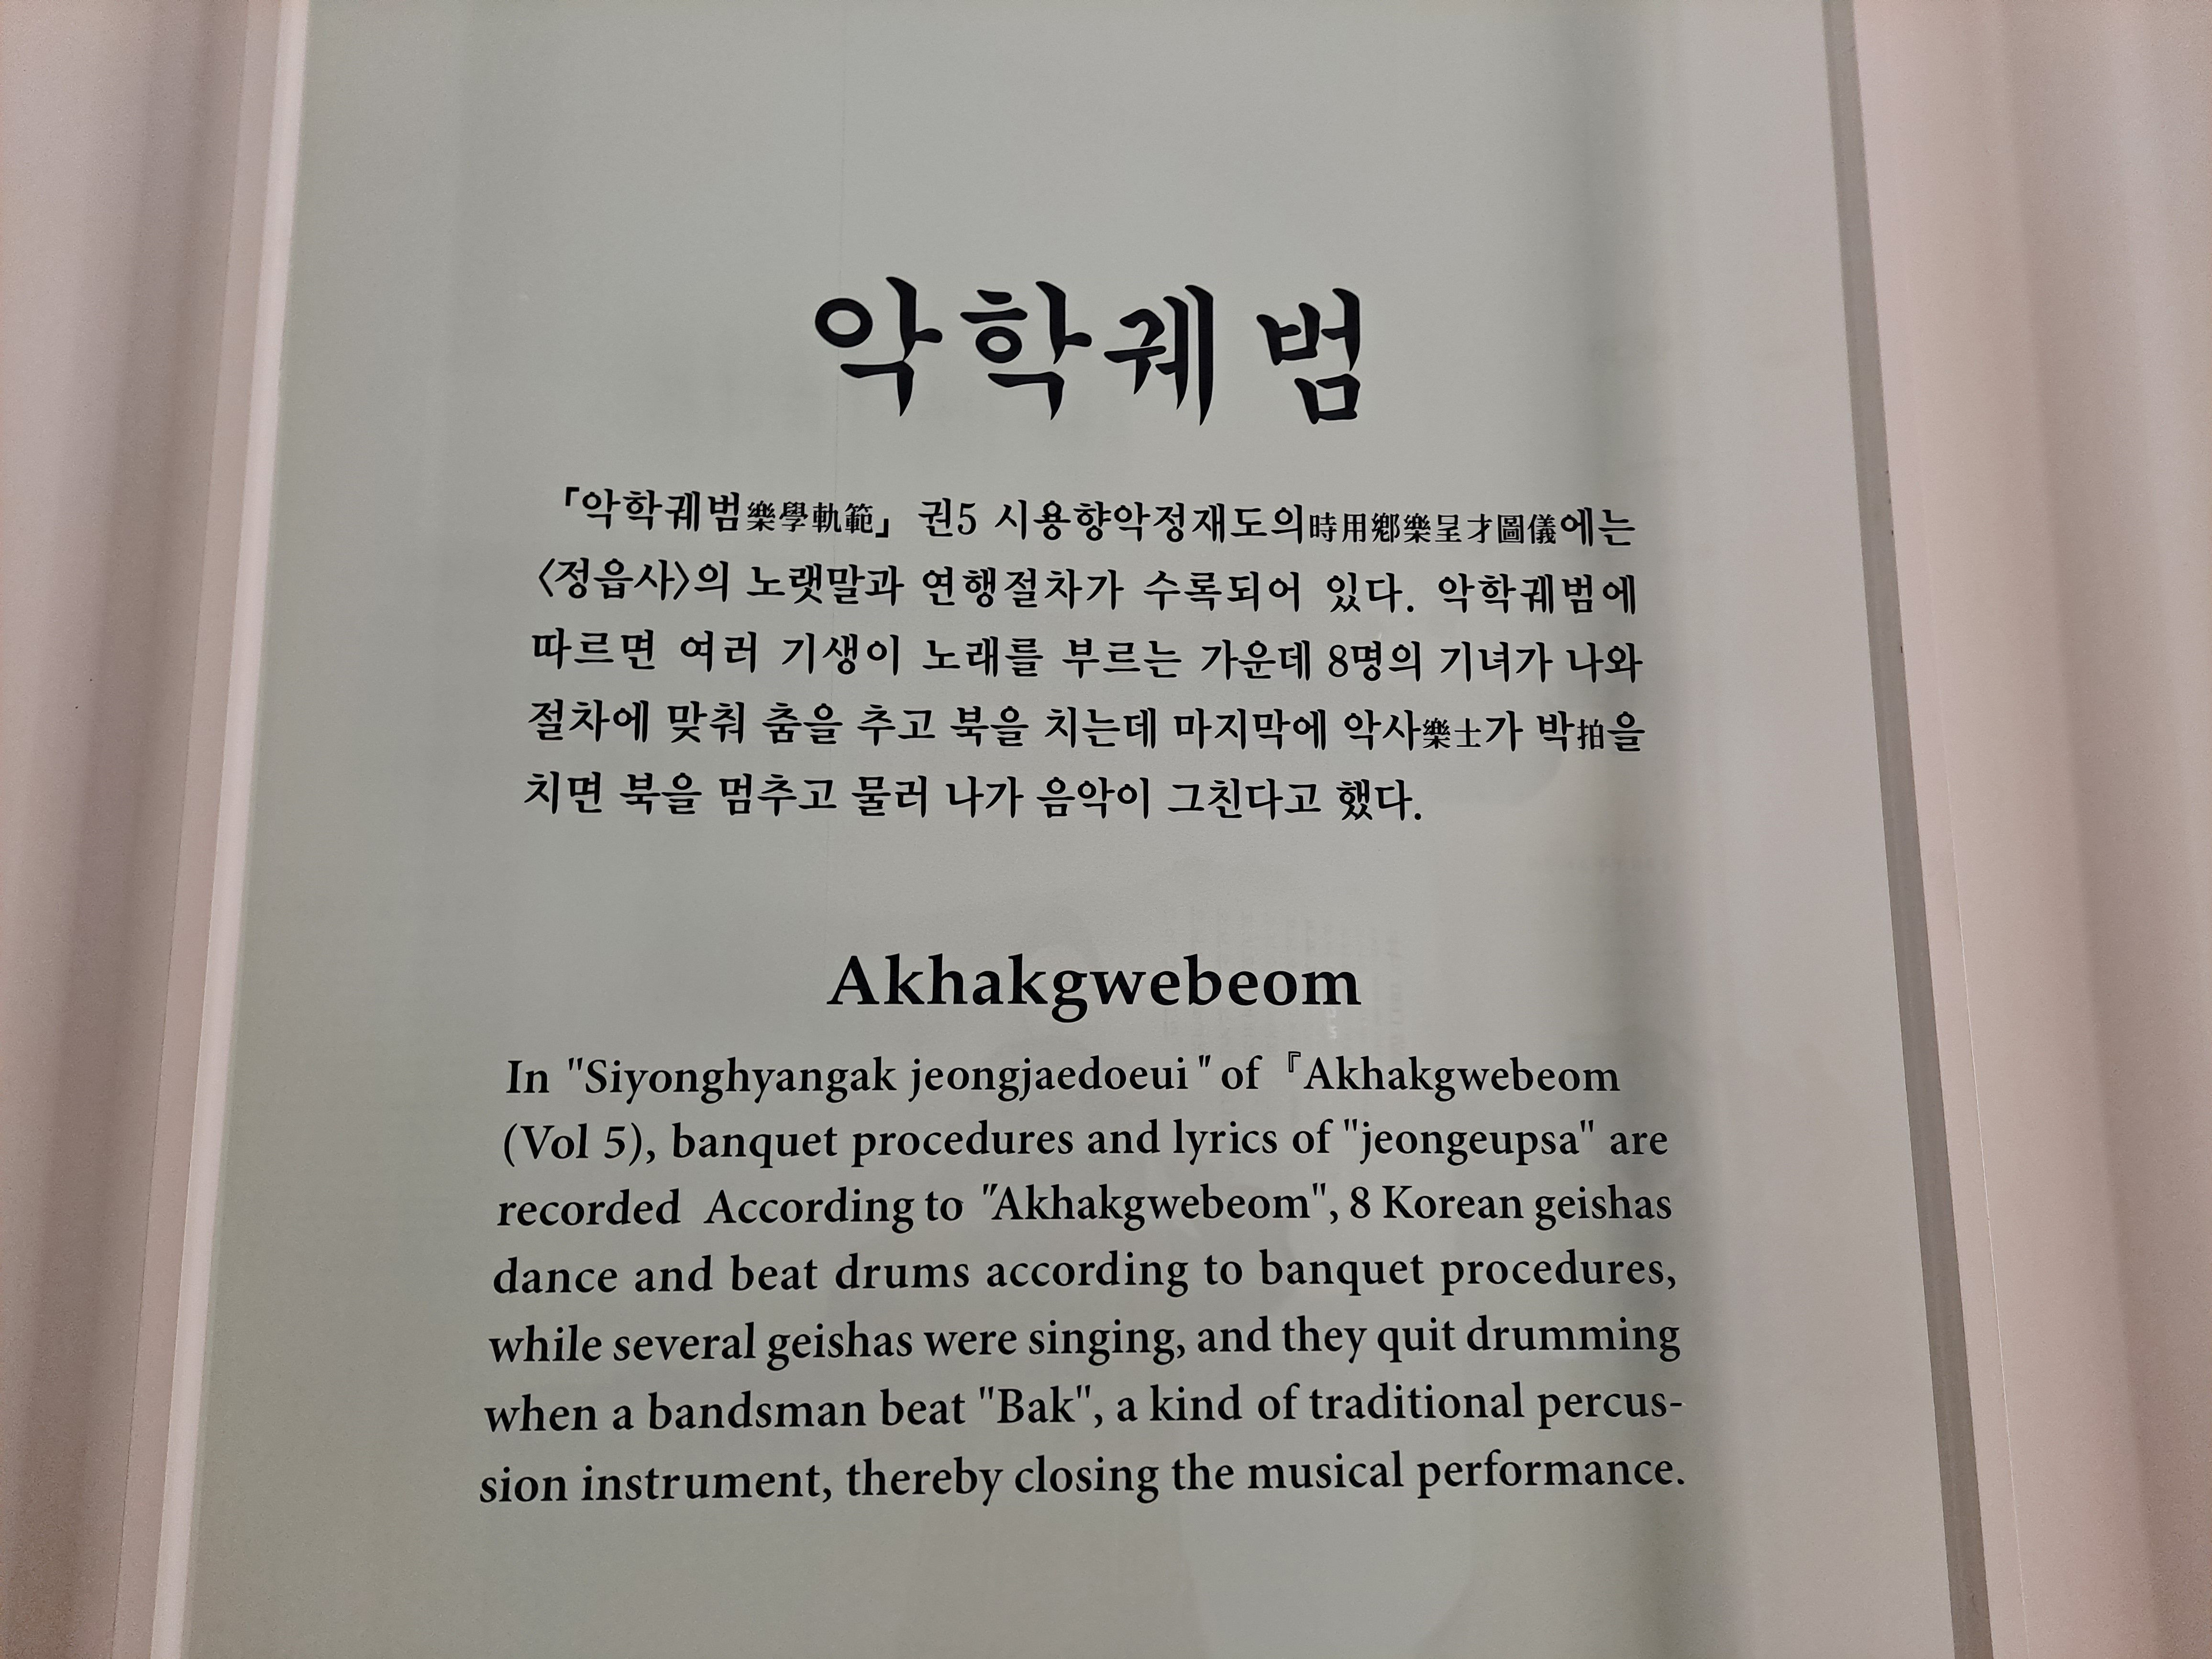 악학궤범
「악학궤범樂學軌範」 권5 시용향악정재도의時用鄕樂呈才圖儀에는
〈정읍사〉의 노랫말과 연행절차가 수록되어 있다. 악학궤범에
따르면 여러 기생이 노래를 부르는 가운데 8명의 기녀가 나와
절차에 맞춰 춤을 추고 북을 치는데 마지막에 악사樂士가 박拍을
치면 북을 멈추고 물러 나가 음악이 그친다고 했다.
Akhakgwebeom
In "Siyonghyangak jeongjaedoeui" of 『Akhakgwebeom
(Vol 5), banquet procedures and lyrics of "jeongeupsa" are
recorded According to "Akhakgwebeom", 8 Korean geishas
dance and beat drums according to banquet procedures,
while several geishas were singing, and they quit drumming
when a bandsman beat "Bak", a kind of traditional percus-
sion instrument, thereby closing the musical performance.